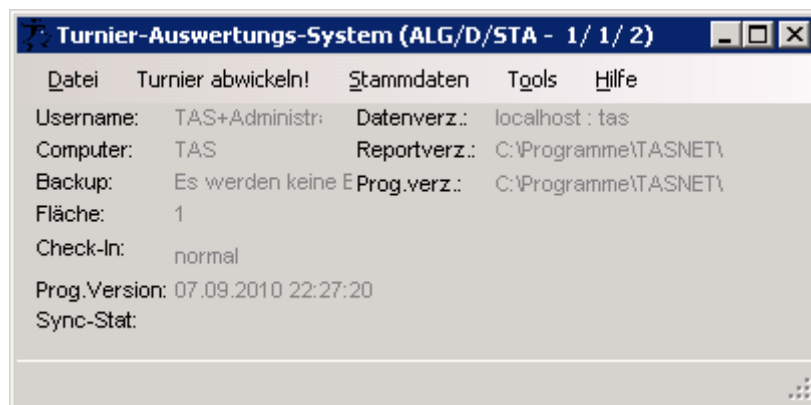 Turnier-Auswertungs-System (ALG/D/STA - 1/ 1/ 2)
Datei Turnier abwickeln! Stammdaten Tools Hilfe
Username: TAS+Administr Datenverz.: localhost : tas
Computer: TAS Reportverz.: C:\Programme\TASNET\
Backup: Es werden keine E Prog.verz.: C:\Programme\TASNET\
Fläche: 1
Check-In: normal
Prog.Version: 07.09.2010 22:27:20
Sync-Stat: